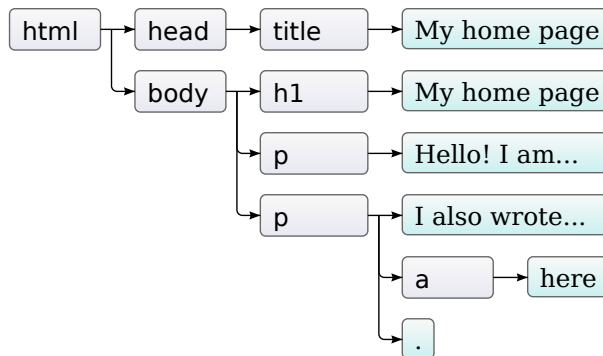 html head title My home page
body h1 My home page
p Hello! I am...
p I also wrote...
a here
.